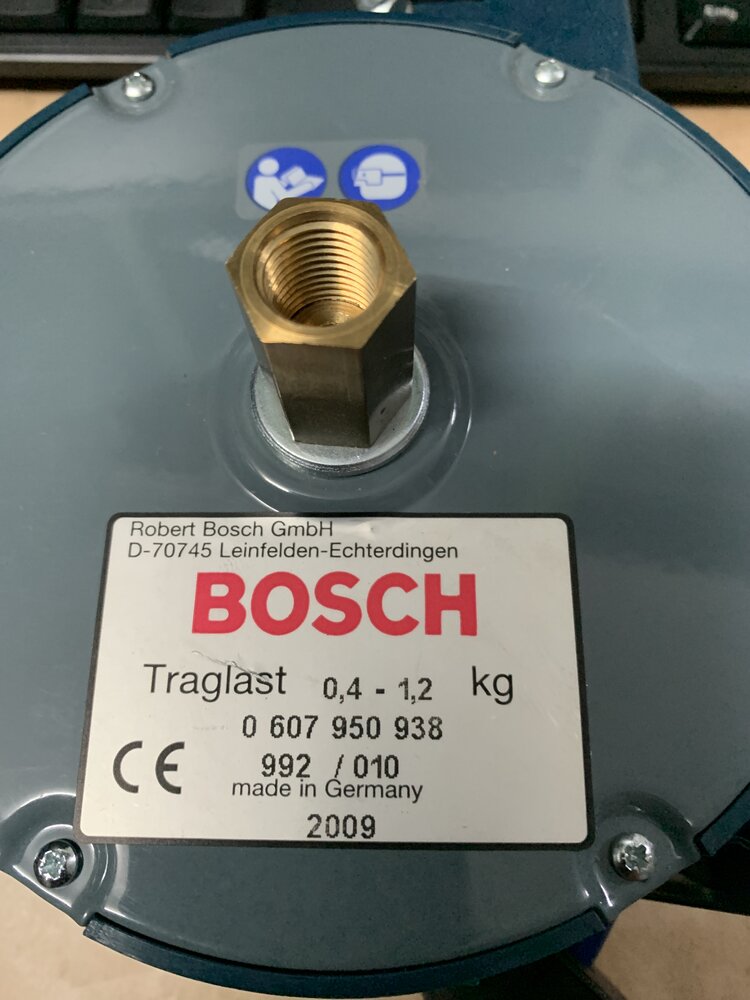 Robert Bosch GmbH
D-70745 Leinfelden-Echterdingen
BOSCH
Traglast 0,4 - 1,2 kg
0 607 950 938
CE 992 / 010
made in Germany
2009